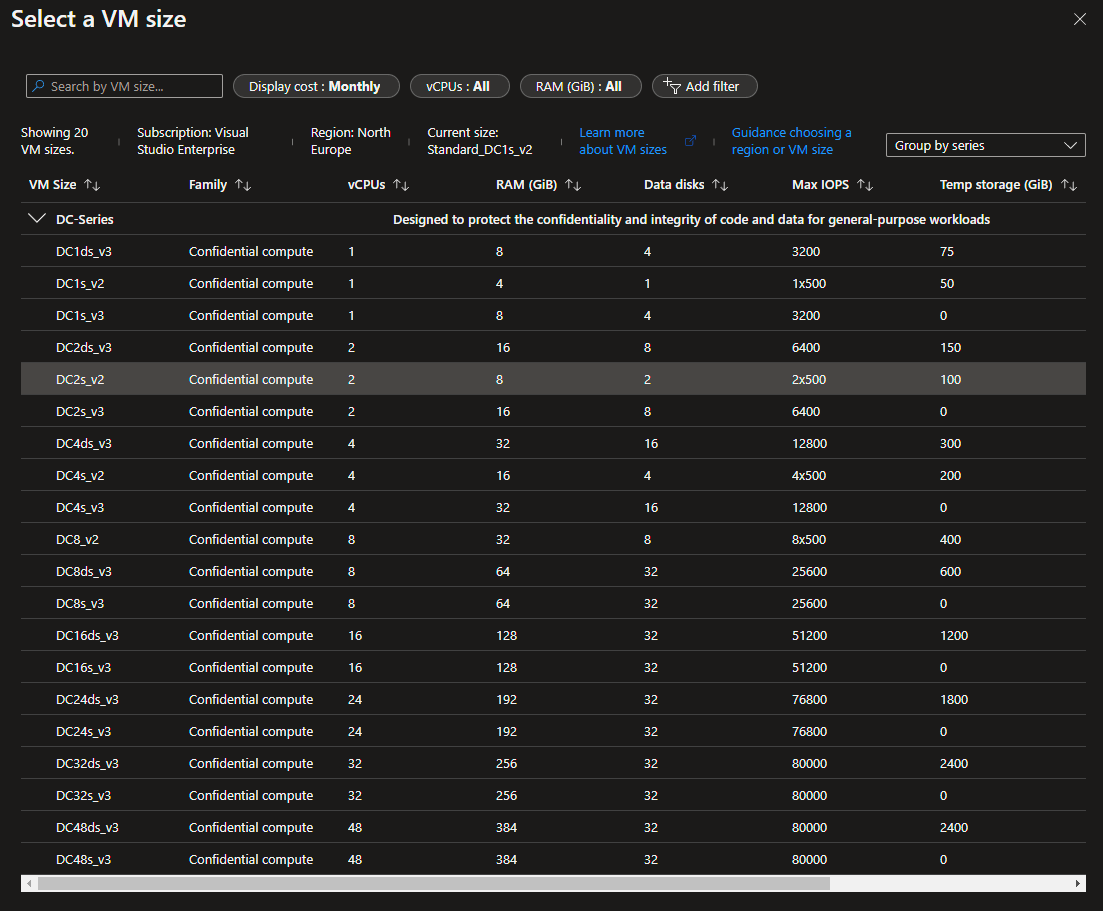 Select a VM size
Search by VM size...
Display cost : Monthly
vCPUs : All
RAM (GiB) : All
Add filter
Showing 20
VM sizes.
Subscription: Visual
Studio Enterprise
Region: North
Europe
Current size:
Standard_DC1s_v2
Learn more
about VM sizes
Guidance choosing a
region or VM size
Group by series
VM Size Family vCPUs RAM (GiB) Data disks Max IOPS Temp storage (GiB)
DC-Series Designed to protect the confidentiality and integrity of code and data for general-purpose workloads
DC1ds_v3 Confidential compute 1 8 4 3200 75
DC1s_v2 Confidential compute 1 4 1 1x500 50
DC1s_v3 Confidential compute 1 8 4 3200 0
DC2ds_v3 Confidential compute 2 16 8 6400 150
DC2s_v2 Confidential compute 2 8 2 2x500 100
DC2s_v3 Confidential compute 2 16 8 6400 0
DC4ds_v3 Confidential compute 4 32 16 12800 300
DC4s_v2 Confidential compute 4 16 4 4x500 200
DC4s_v3 Confidential compute 4 32 16 12800 0
DC8_v2 Confidential compute 8 32 8 8x500 400
DC8ds_v3 Confidential compute 8 64 32 25600 600
DC8s_v3 Confidential compute 8 64 32 25600 0
DC16ds_v3 Confidential compute 16 128 32 51200 1200
DC16s_v3 Confidential compute 16 128 32 51200 0
DC24ds_v3 Confidential compute 24 192 32 76800 1800
DC24s_v3 Confidential compute 24 192 32 76800 0
DC32ds_v3 Confidential compute 32 256 32 80000 2400
DC32s_v3 Confidential compute 32 256 32 80000 0
DC48ds_v3 Confidential compute 48 384 32 80000 2400
DC48s_v3 Confidential compute 48 384 32 80000 0